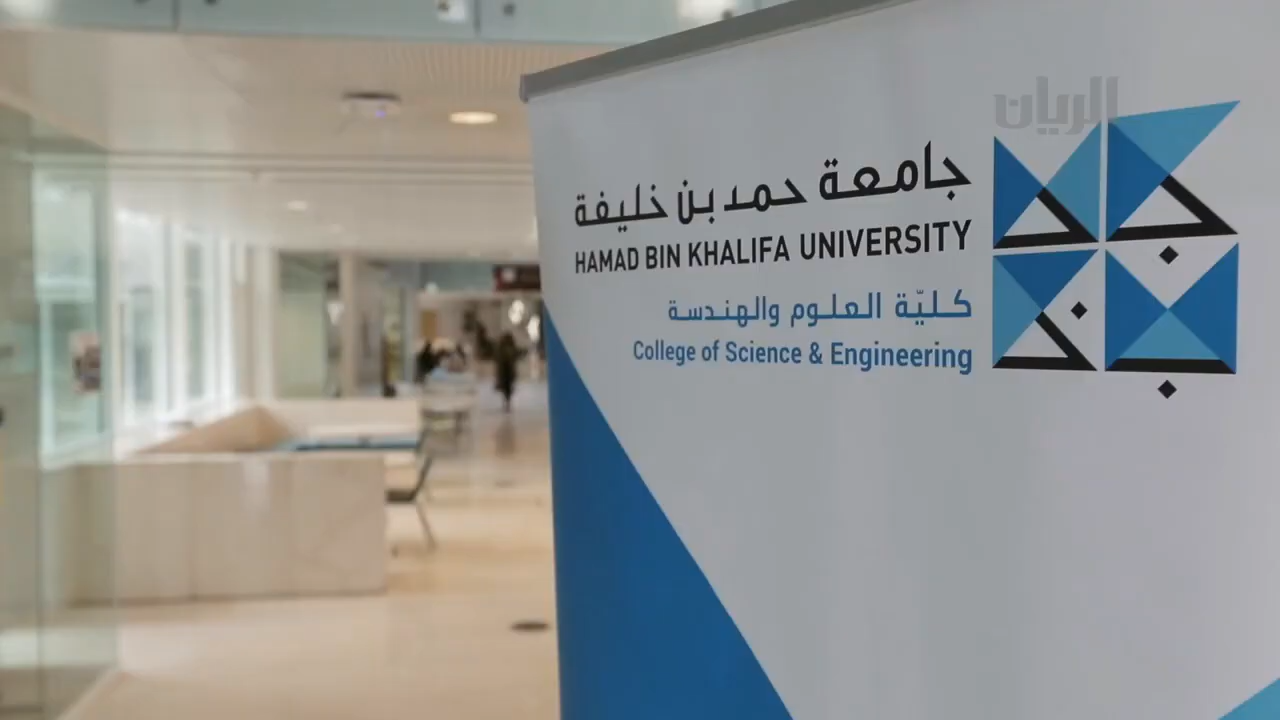 الريان
جامعة حمد بن خليفة
HAMAD BIN KHALIFA UNIVERSITY
كليّة العلوم والهندسة
College of Science & Engineering